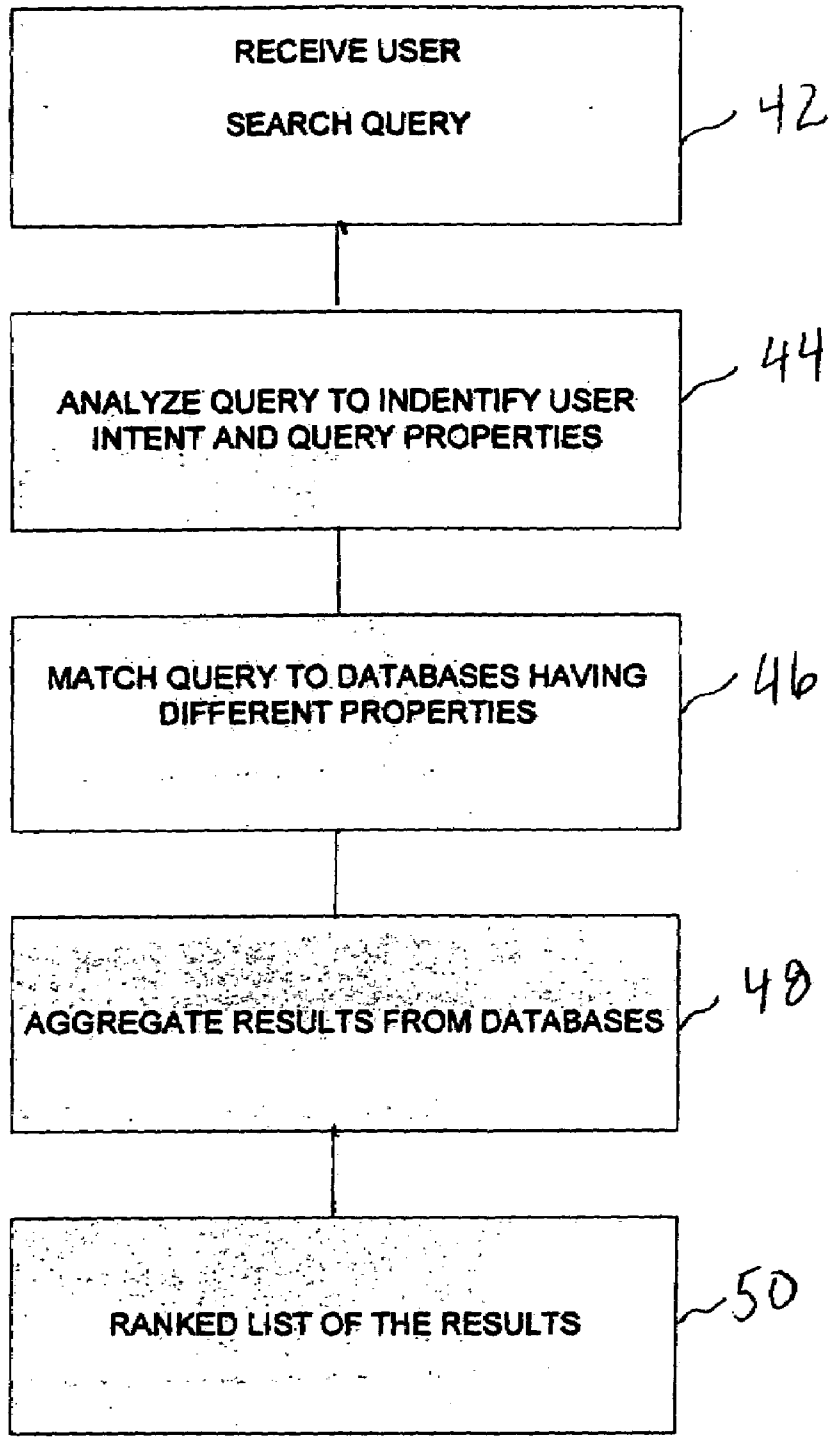 RECEIVE USER
SEARCH QUERY
42
ANALYZE QUERY TO INDENTIFY USER
INTENT AND QUERY PROPERTIES
44
MATCH QUERY TO DATABASES HAVING
DIFFERENT PROPERTIES
46
AGGREGATE RESULTS FROM DATABASES
48
RANKED LIST OF THE RESULTS
50